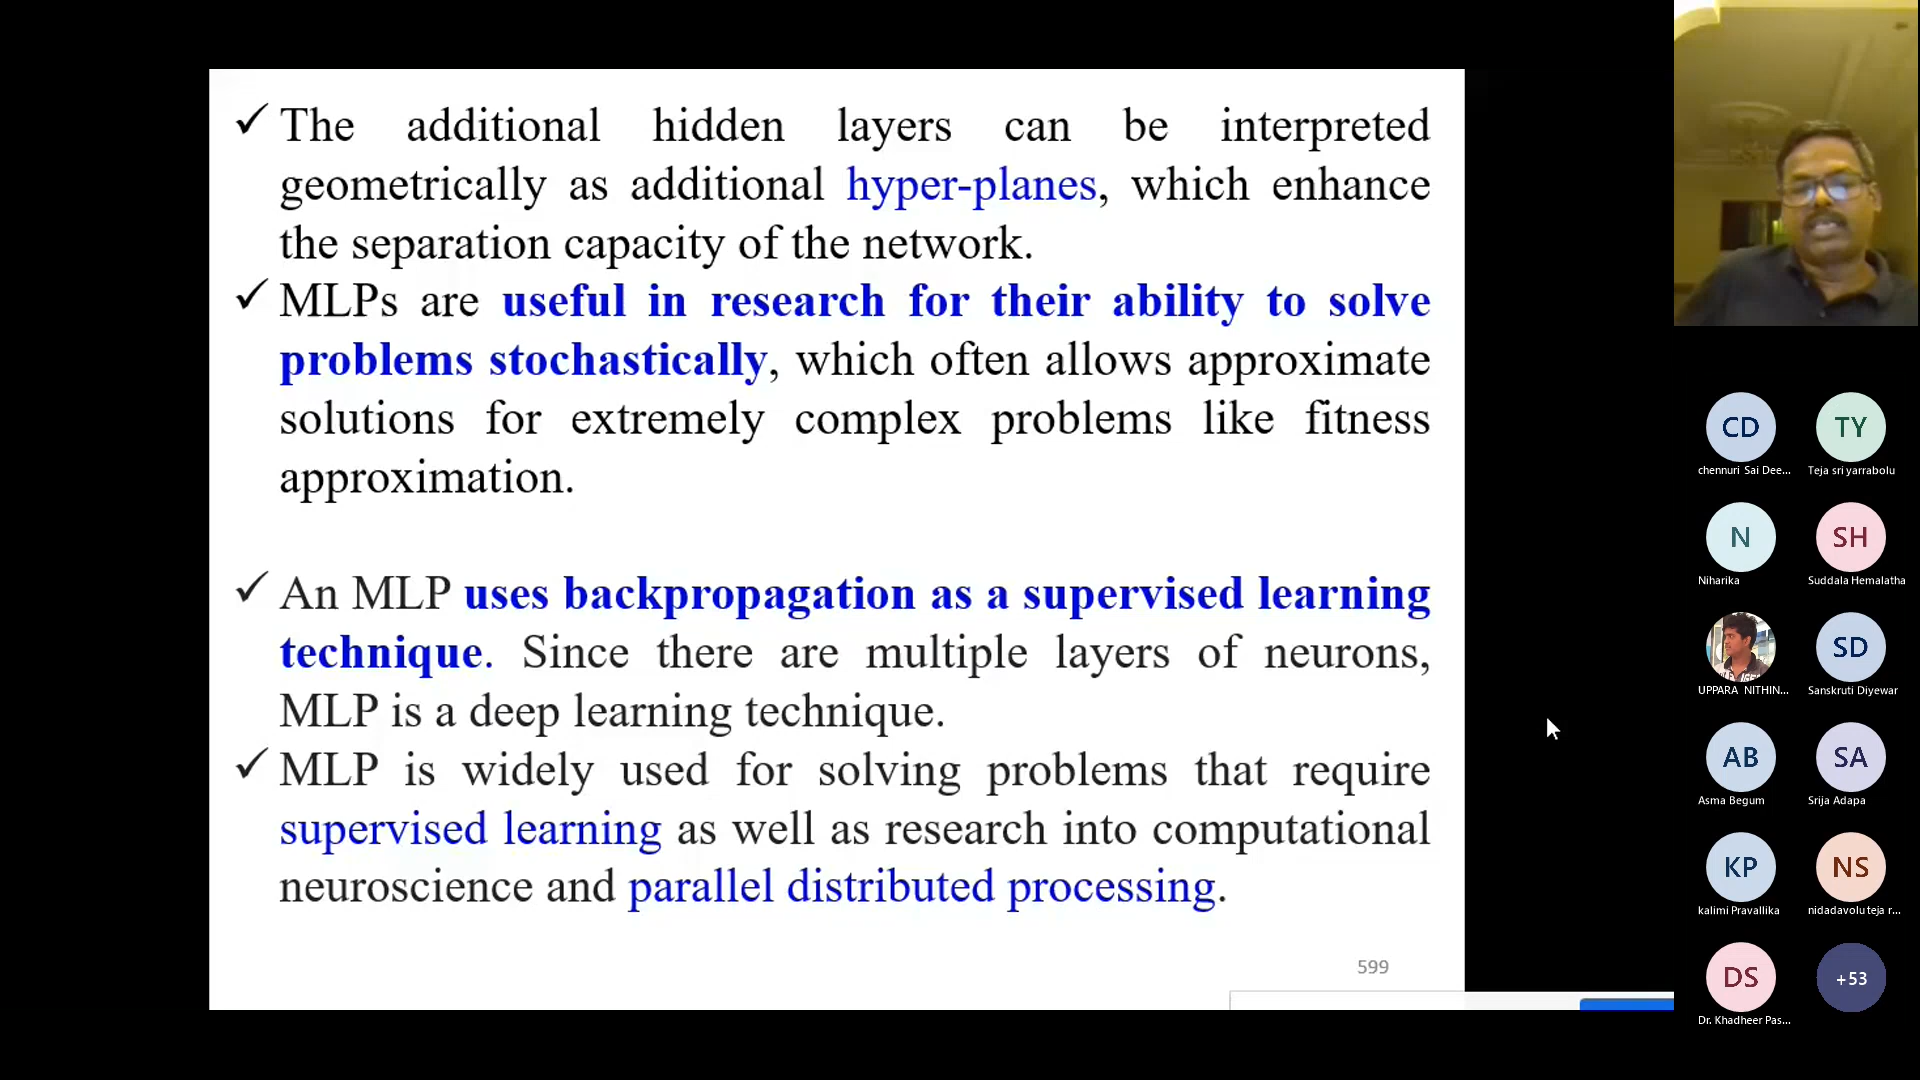 ✓ The additional hidden layers can be interpreted
geometrically as additional hyper-planes, which enhance
the separation capacity of the network.
✓ MLPs are useful in research for their ability to solve
problems stochastically, which often allows approximate
solutions for extremely complex problems like fitness
approximation.
✓ An MLP uses backpropagation as a supervised learning
technique. Since there are multiple layers of neurons,
MLP is a deep learning technique.
✓ MLP is widely used for solving problems that require
supervised learning as well as research into computational
neuroscience and parallel distributed processing.
599
CD TY
chennuri Sai Dee... Teja sri yarrabolu
N SH
Niharika Suddala Hemalatha
SD
UPPARA NITHIN... Sanskruti Diyewar
AB SA
Asma Begum Srija Adapa
KP NS
kalimi Pravallika nidadavolu teja r...
DS +53
Dr. Khadheer Pas...